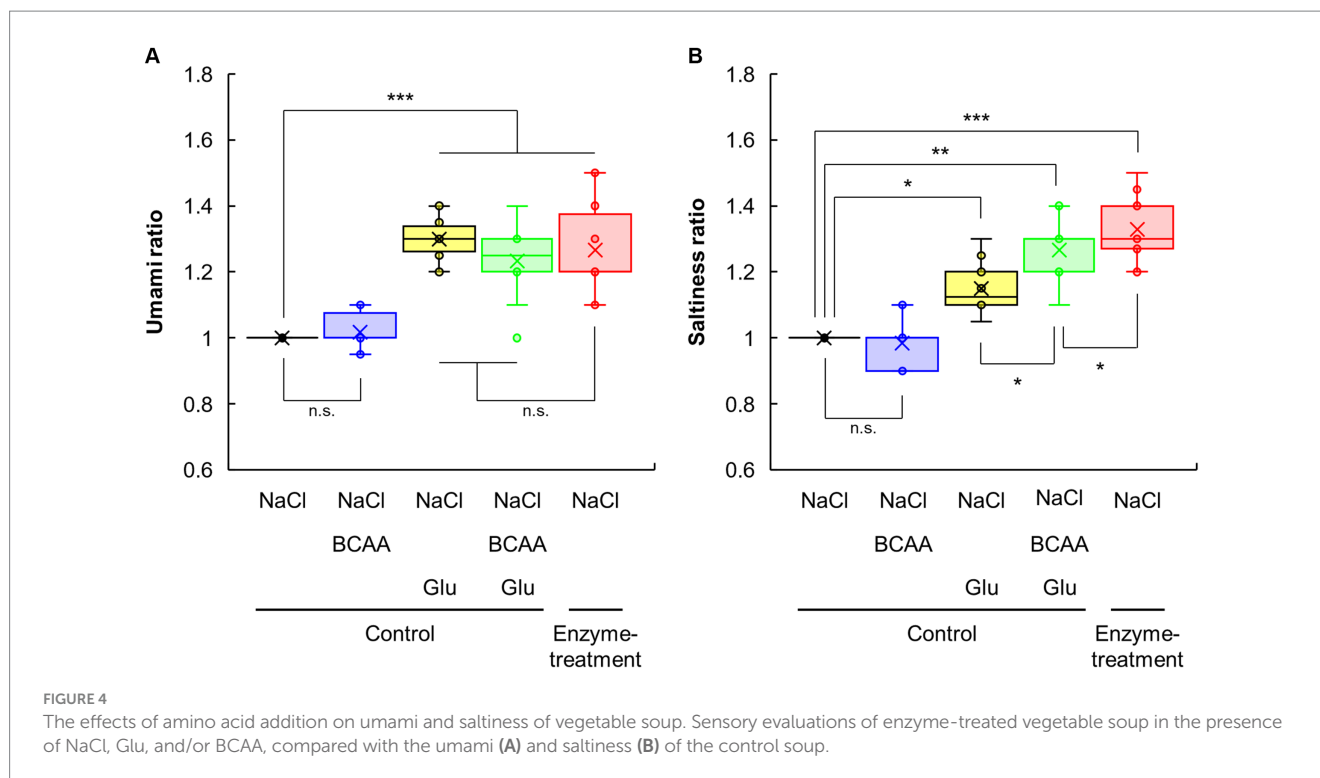 A
B
1.8
1.6
1.4
1.2
1
0.8
0.6
Umami ratio
***
n.s.
n.s.
NaCl NaCl NaCl NaCl NaCl
BCAA BCAA
Glu Glu
Control Enzyme-
treatment
1.8
1.6
1.4
1.2
1
0.8
0.6
Saltiness ratio
***
**
*
*
*
n.s.
NaCl NaCl NaCl NaCl NaCl
BCAA BCAA
Glu Glu
Control Enzyme-
treatment
FIGURE 4
The effects of amino acid addition on umami and saltiness of vegetable soup. Sensory evaluations of enzyme-treated vegetable soup in the presence
of NaCl, Glu, and/or BCAA, compared with the umami (A) and saltiness (B) of the control soup.